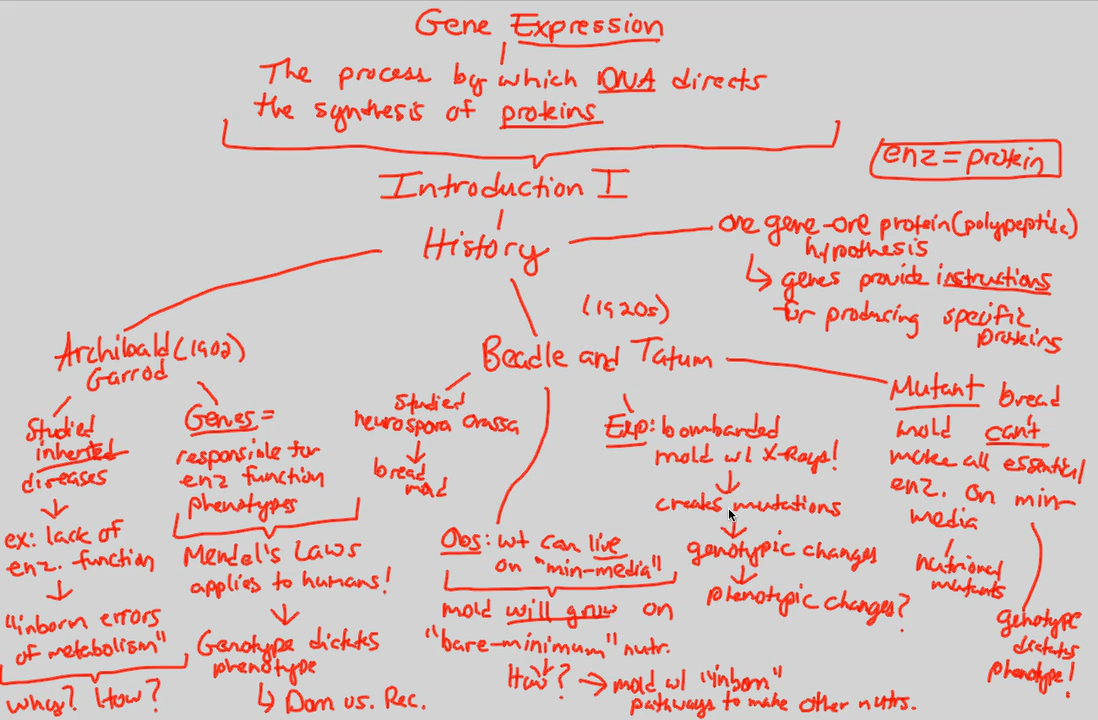 Gene Expression
The process by which DNA directs
the synthesis of proteins
enz = protein
Introduction I
History
one gene-one protein (polypeptide)
hypothesis
↳ genes provide instructions
for producing specific
proteins
Archibald (1902)
Garrod
Studied
inherited
diseases
↓
ex: lack of
enz. function
↓
"inborn errors
of metabolism"
why? How?
Genes =
responsible for
enz function
phenotypes
Mendel's Laws
applies to humans!
↓
Genotype dictates
phenotype
↳ Dom vs. Rec.
(1920s)
Beadle and Tatum
Studied
neurospora crassa
↓
bread
mold
Obs: wt can live
on "min-media"
mold will grow on
"bare-minimum" nutr.
↓
How? → mold w/ "inborn"
pathways to make other nutrs.
Exp: bombarded
mold w/ X-Rays!
↓
creates mutations
↓
genotypic changes
↓
phenotypic changes?
Mutant bread
mold can't
make all essential
enz. on min-
media
nutritional
mutants
genotype
dictates
phenotype!